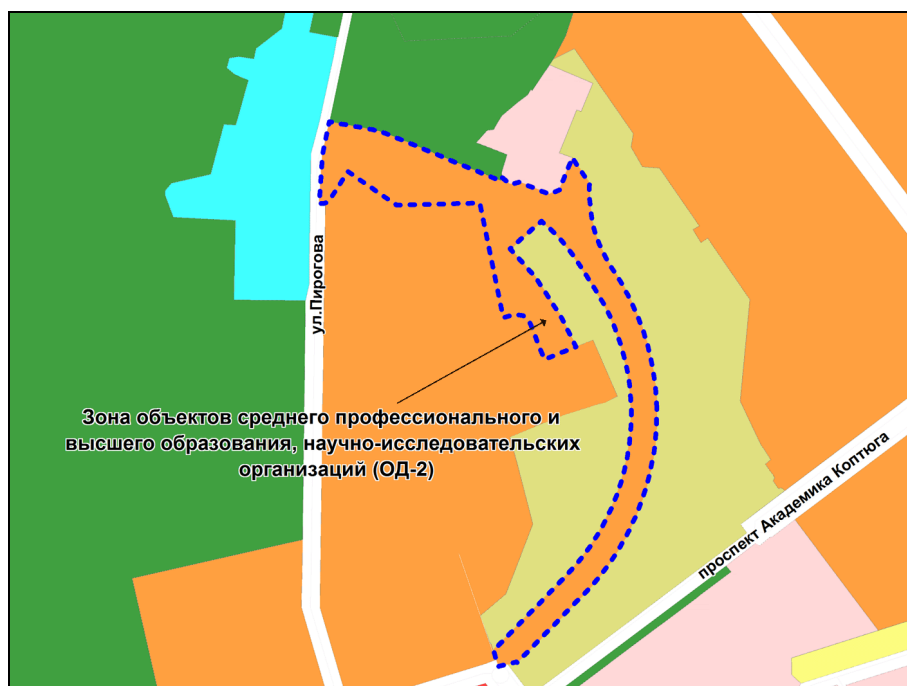 ул.Пирогова
Зона объектов среднего профессионального и
высшего образования, научно-исследовательских
организаций (ОД-2)
проспект Академика Коптюга